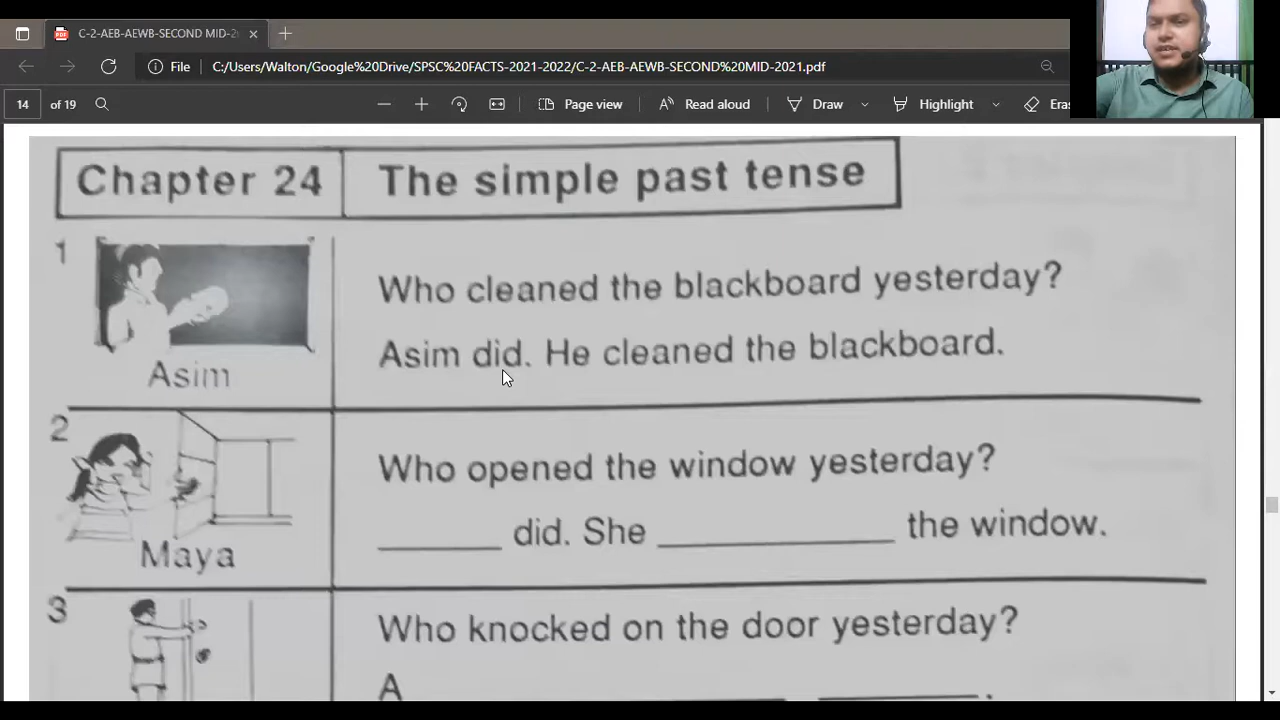 C-2-AEB-AEWB-SECOND MID-2
File C:/Users/Walton/Google%20Drive/SPSC%20FACTS-2021-2022/C-2-AEB-AEWB-SECOND%20MID-2021.pdf
14 of 19 Page view Read aloud Draw Highlight Eras
Chapter 24 The simple past tense
1
Who cleaned the blackboard yesterday?
Asim did. He cleaned the blackboard.
Asim
2
Who opened the window yesterday?
______ did. She ____________ the window.
Maya
3
Who knocked on the door yesterday?
A